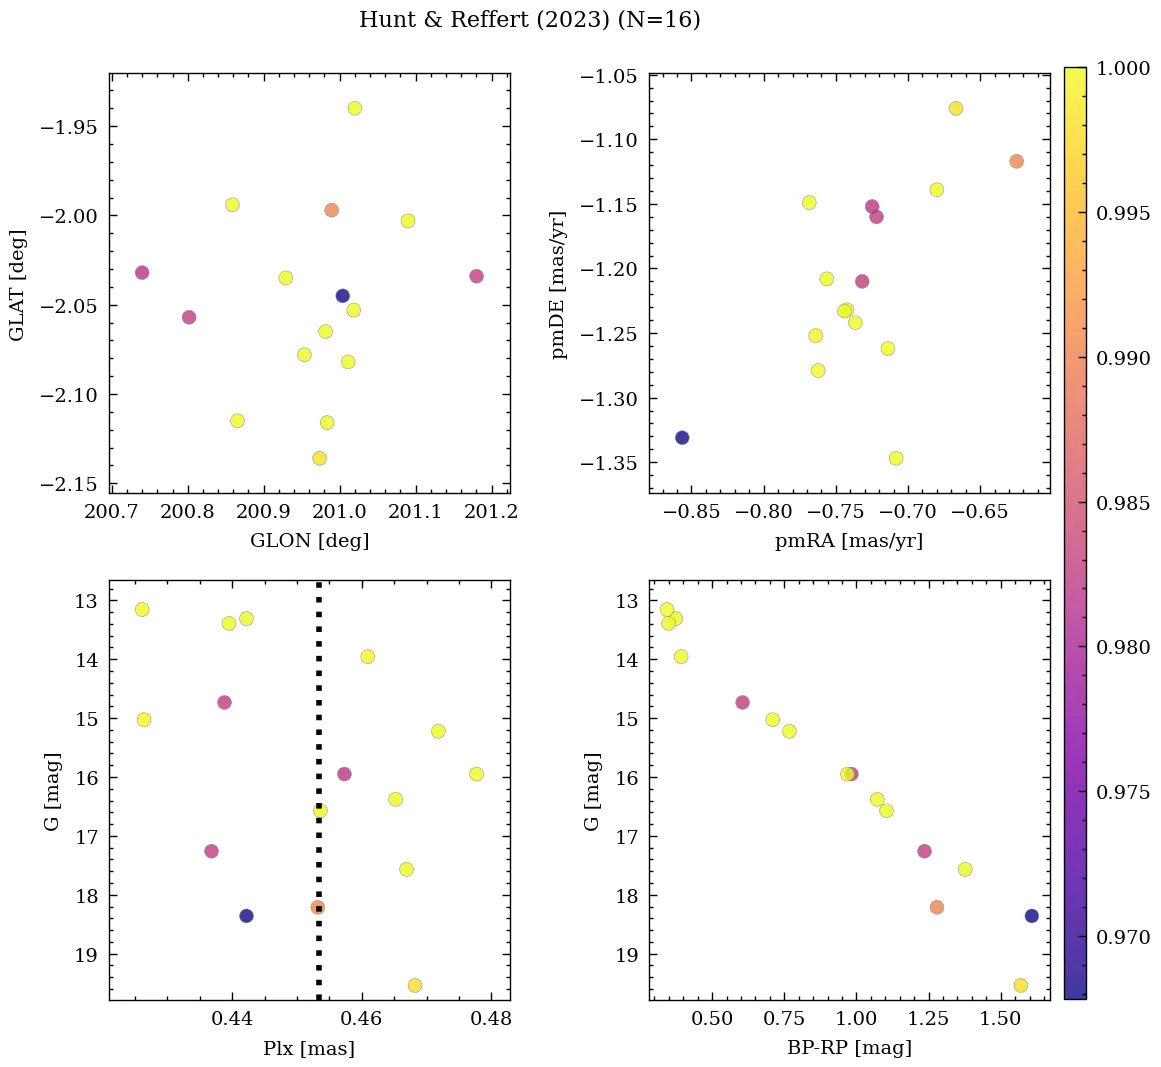 Hunt & Reffert (2023) (N=16)
−1.95
−2.00
−2.05
−2.10
−2.15
GLAT [deg]
200.7 200.8 200.9 201.0 201.1 201.2
GLON [deg]
−1.05
−1.10
−1.15
−1.20
−1.25
−1.30
−1.35
pmDE [mas/yr]
−0.85 −0.80 −0.75 −0.70 −0.65
pmRA [mas/yr]
13
14
15
16
17
18
19
G [mag]
0.44 0.46 0.48
Plx [mas]
13
14
15
16
17
18
19
G [mag]
0.50 0.75 1.00 1.25 1.50
BP-RP [mag]
1.000
0.995
0.990
0.985
0.980
0.975
0.970